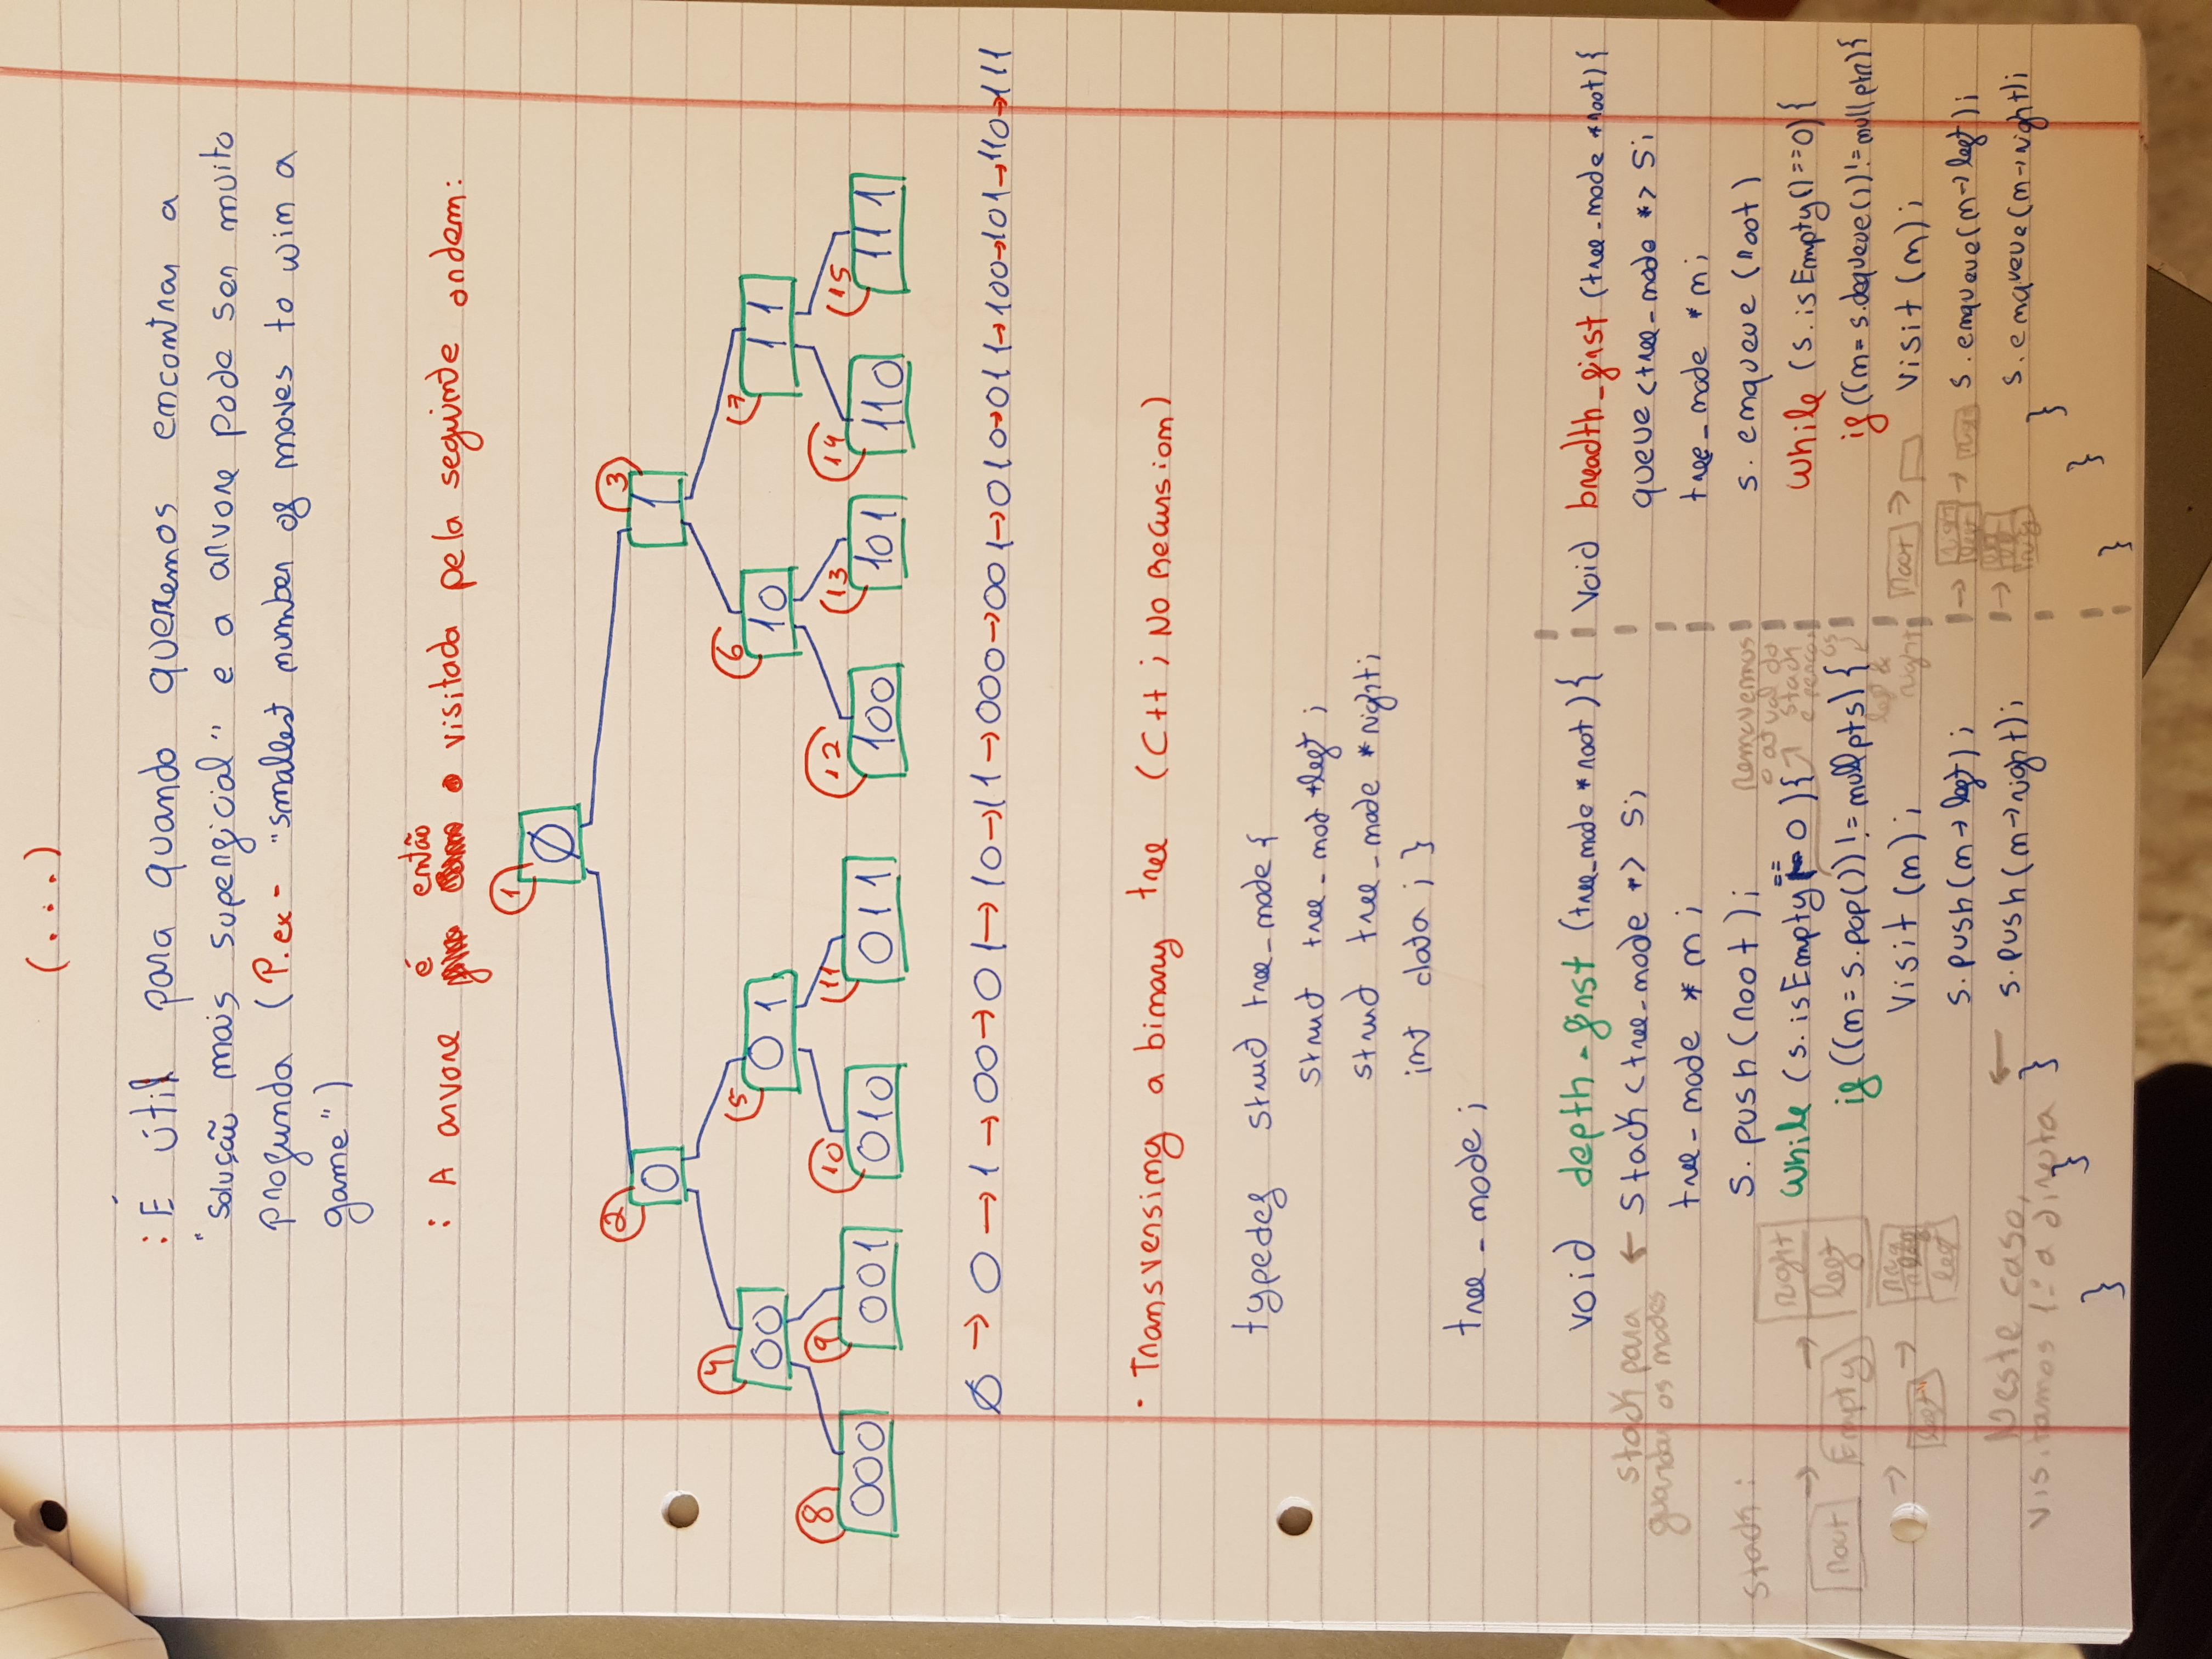 (...)
: É útil para quando queremos encontrar a
"solução mais superficial" e a arvore pode ser muito
profunda (P.ex - "smallest number of moves to win a
game")
: A arvore é então visitada pela seguinte ordem:
1 Ø
2 0 3 1
4 00 5 01 6 10 7 11
8 000 9 001 10 010 11 011 12 100 13 101 14 110 15 111
Ø → 0 → 1 → 00 → 01 → 10 → 11 → 000 → 001 → 010 → 011 → 100 → 101 → 110 → 111
· Transversing a binary tree (C++; No Recursion)
typedef struct tree_node {
struct tree_nod *left ;
struct tree_node *right;
int data ; }
tree_node ;
void depth-first (tree_node *root) {
stack para guardar os nodes ← stack <tree_node *> s;
tree_node * n ;
s.push(root) ;
while (s.isEmpty == 0) {
Removemos o atual do stack
left & right
if ((n = s.pop()) != nullpts) {
Visit (n) ;
s.push(n→left) ;
s.push(n→right);
}
}
}
Neste caso,
visitamos 1º a direita
Stack :
root → Empty → right left
→ left →
left
void breadth_first (tree_node *root) {
queue <tree_node *> s;
tree_node *n;
s. enqueue (root)
while (s.isEmpty()==0) {
if ((n= s.dequeue())!= nullptr) {
visit (n) ;
s.enqueue(n→left);
s.enqueue(n→right);
}
}
}
root →
→ right left → right
→